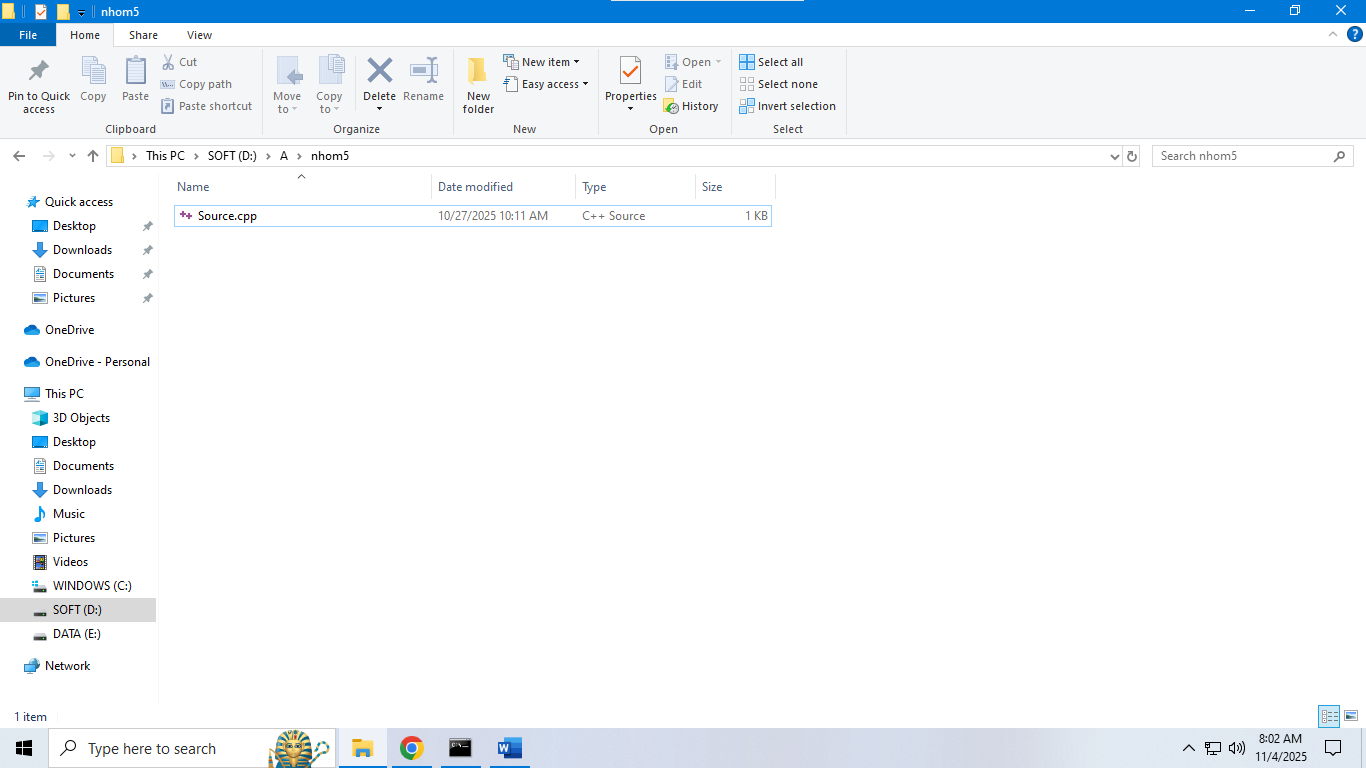 nhom5
File Home Share View
Pin to Quick access
Copy
Paste
Cut
Copy path
Paste shortcut
Clipboard
Move to
Copy to
Delete
Rename
Organize
New folder
New item
Easy access
New
Properties
Open
Edit
History
Open
Select all
Select none
Invert selection
Select
This PC > SOFT (D:) > A > nhom5
Search nhom5
Name Date modified Type Size
Source.cpp 10/27/2025 10:11 AM C++ Source 1 KB
Quick access
Desktop
Downloads
Documents
Pictures
OneDrive
OneDrive - Personal
This PC
3D Objects
Desktop
Documents
Downloads
Music
Pictures
Videos
WINDOWS (C:)
SOFT (D:)
DATA (E:)
Network
1 item
Type here to search
8:02 AM
11/4/2025